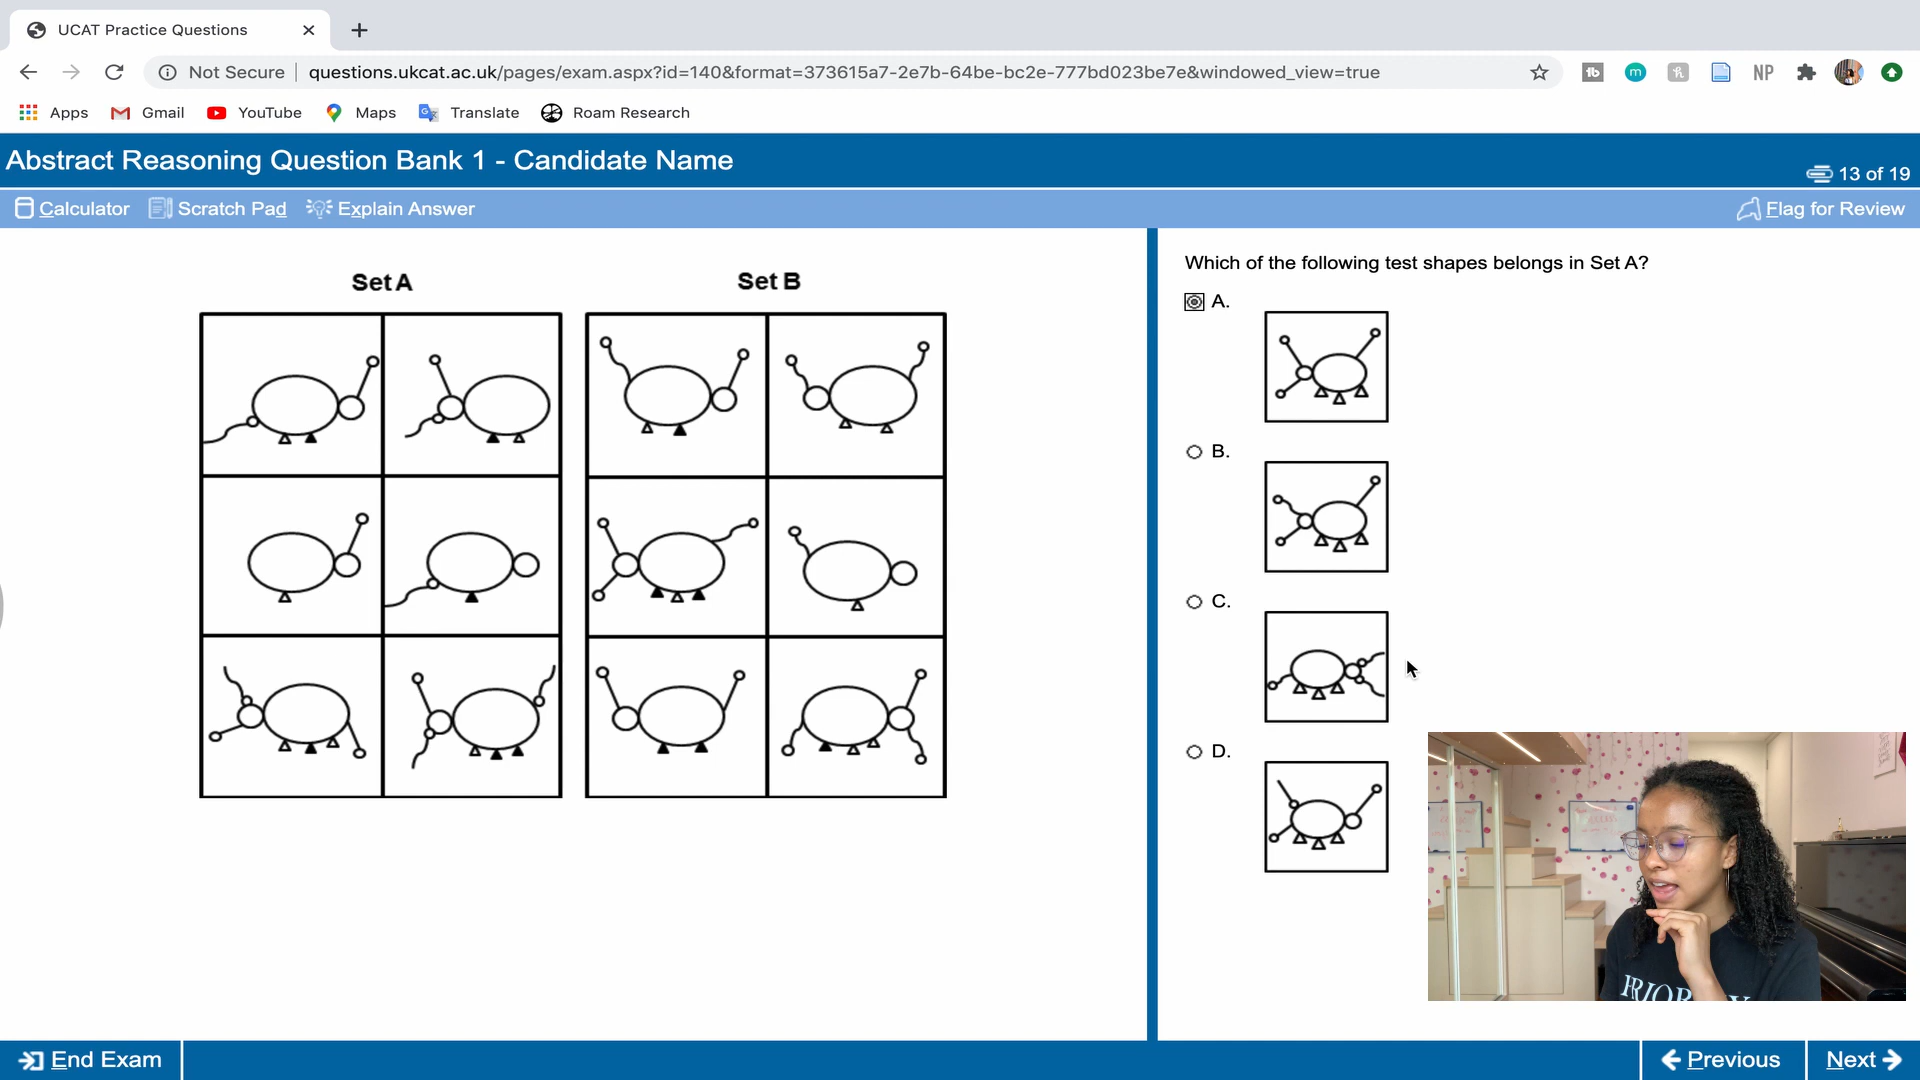 UCAT Practice Questions
Not Secure
questions.ukcat.ac.uk/pages/exam.aspx?id=140&format=373615a7-2e7b-64be-bc2e-777bd023be7e&windowed_view=true
NP
Apps
Gmail
YouTube
Maps
Translate
Roam Research
Abstract Reasoning Question Bank 1 - Candidate Name
13 of 19
Calculator
Scratch Pad
Explain Answer
Flag for Review
Set A
Set B
Which of the following test shapes belongs in Set A?
A.
B.
C.
D.
End Exam
Previous
Next